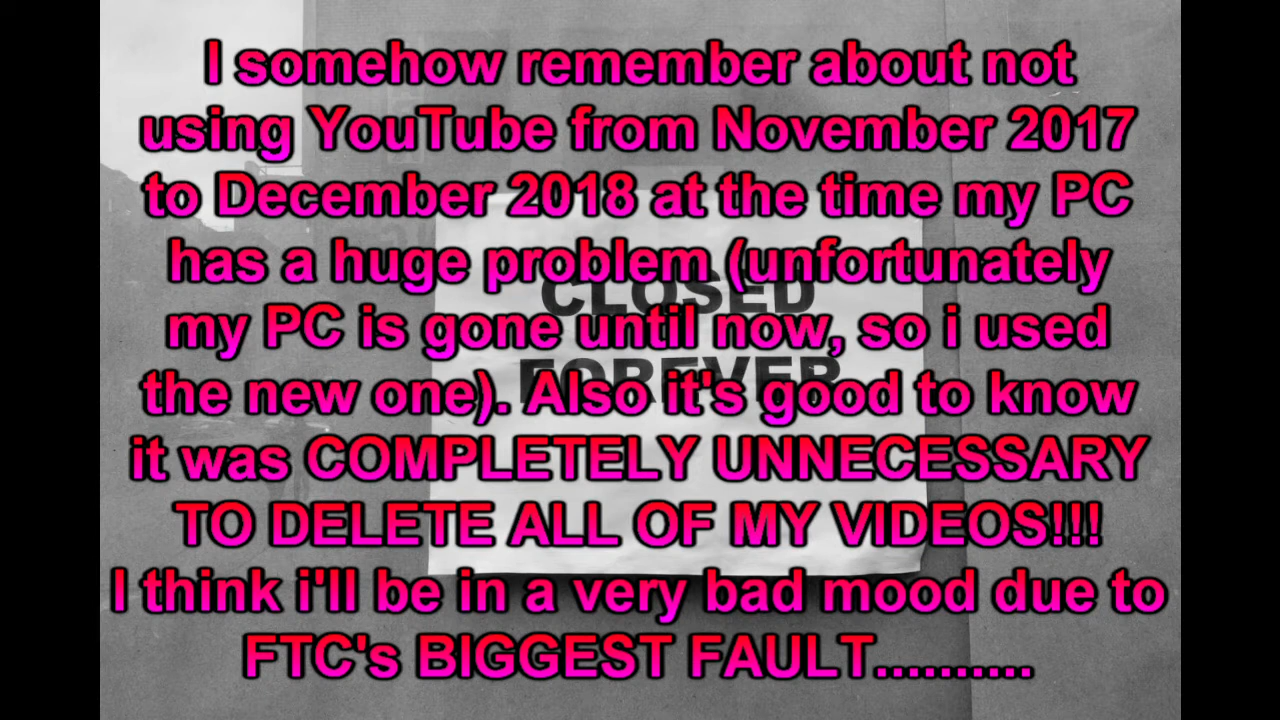 I somehow remember about not
using YouTube from November 2017
to December 2018 at the time my PC
has a huge problem (unfortunately
my PC is gone until now, so i used
the new one). Also it's good to know
it was COMPLETELY UNNECESSARY
TO DELETE ALL OF MY VIDEOS!!!
I think i'll be in a very bad mood due to
FTC's BIGGEST FAULT..........
CLOSED
FOREVER